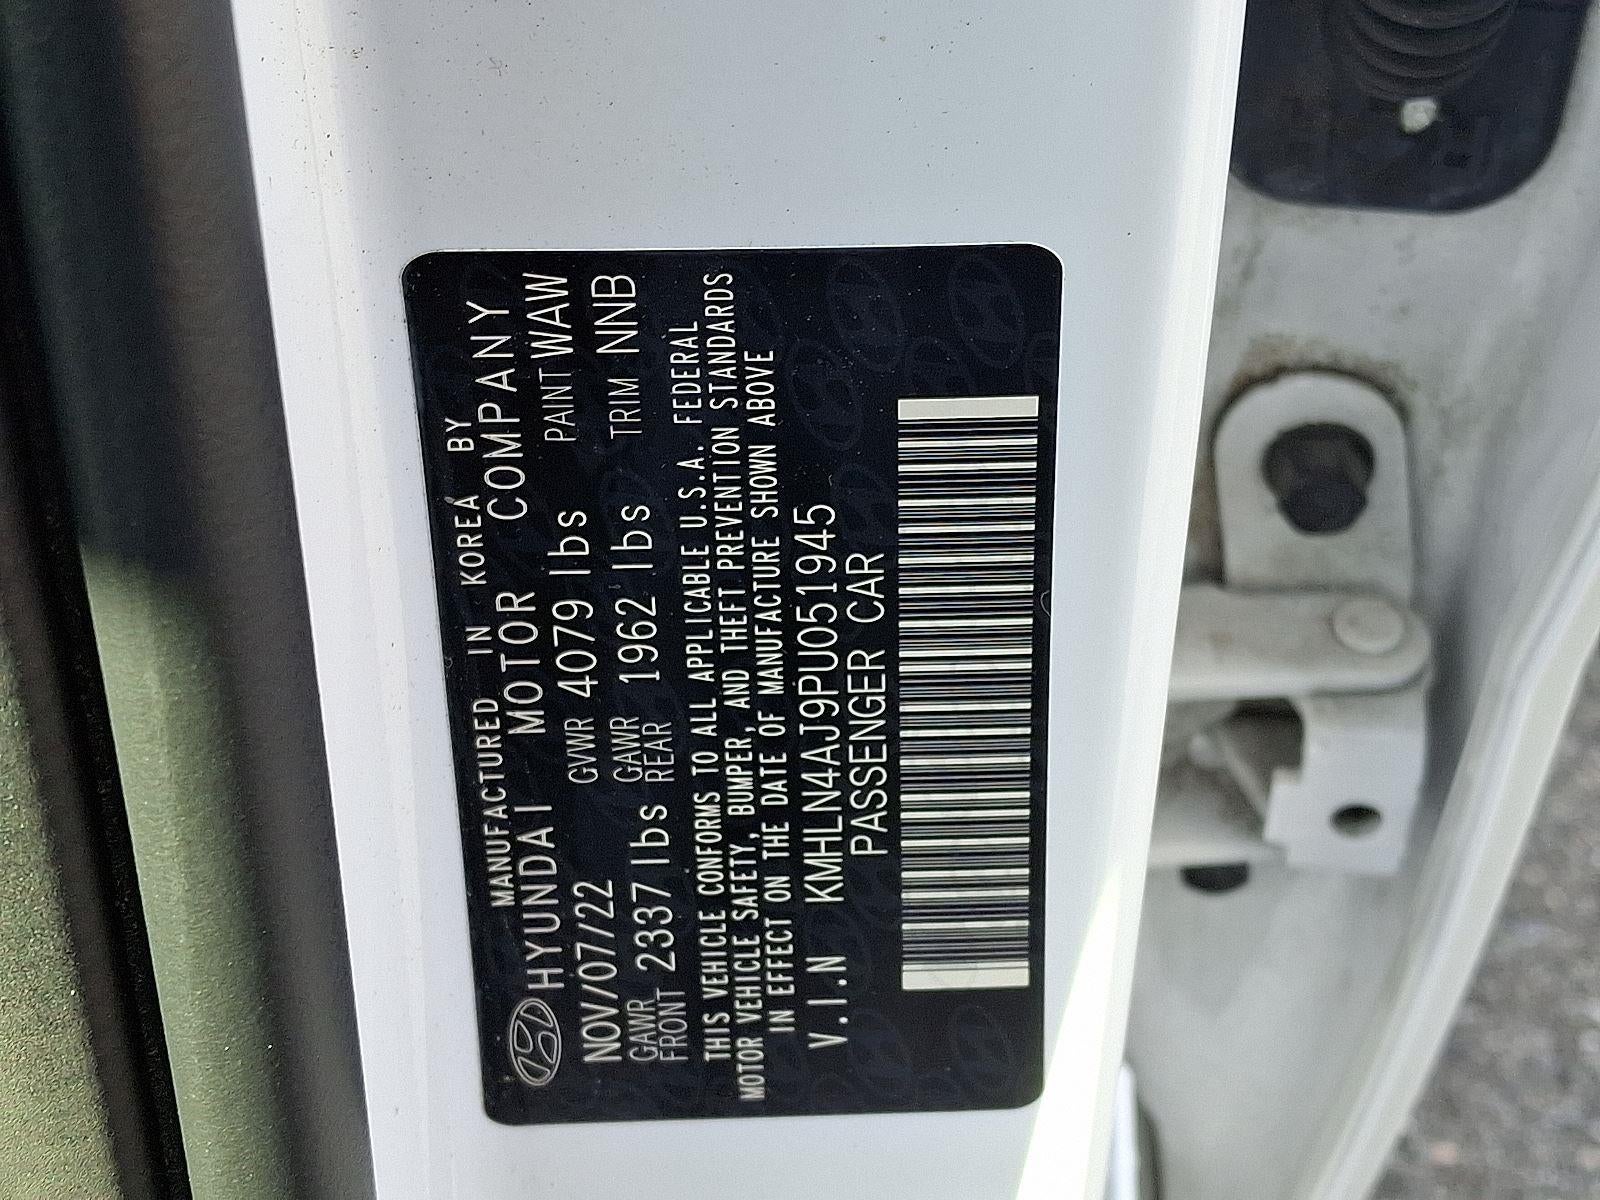 MANUFACTURED IN KOREA BY
HYUNDAI MOTOR COMPANY
NOV/07/22 GVWR 4079 lbs PAINT WAW
GAWR FRONT 2337 lbs GAWR REAR 1962 lbs TRIM NNB
THIS VEHICLE CONFORMS TO ALL APPLICABLE U.S.A. FEDERAL
MOTOR VEHICLE SAFETY, BUMPER, AND THEFT PREVENTION STANDARDS
IN EFFECT ON THE DATE OF MANUFACTURE SHOWN ABOVE
V.I.N KMHLN4AJ9PU051945
PASSENGER CAR